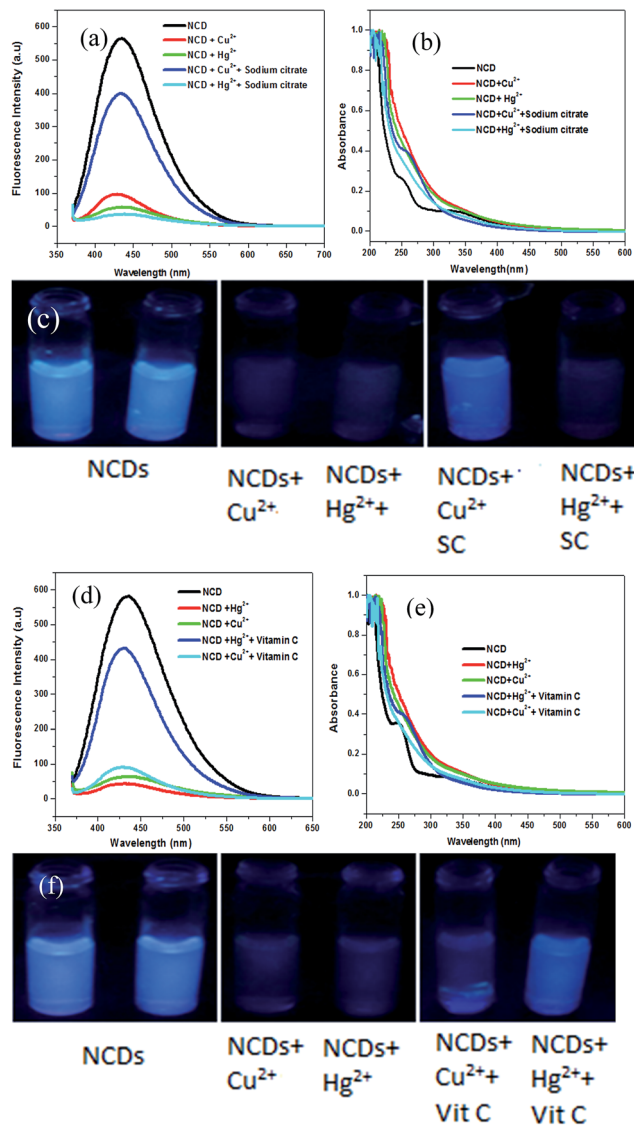 (a)
NCD
NCD + Cu²⁺
NCD + Hg²⁺
NCD + Cu²⁺ + Sodium citrate
NCD + Hg²⁺ + Sodium citrate
Fluorescence Intensity (a.u)
600
500
400
300
200
100
0
350 400 450 500 550 600 650 700
Wavelength (nm)
(b)
NCD
NCD+Cu²⁺
NCD+ Hg²⁺
NCD+Cu²⁺+Sodium citrate
NCD+Hg²⁺+Sodium citrate
Absorbance
1.0
0.8
0.6
0.4
0.2
0.0
200 250 300 350 400 450 500 550 600
Wavelength(nm)
(c)
NCDs
NCDs+
Cu²⁺
NCDs+
Hg²⁺+
NCDs+
Cu²⁺
SC
NCDs+
Hg²⁺+
SC
(d)
NCD
NCD +Hg²⁺
NCD + Cu²⁺
NCD +Hg²⁺+ Vitamin C
NCD +Cu²⁺ + Vitamin C
Fluorescence Intensity (a.u)
600
500
400
300
200
100
0
350 400 450 500 550 600 650
Wavelength (nm)
(e)
NCD
NCD+Hg²⁺
NCD+Cu²⁺
NCD+Hg²⁺+ Vitamin C
NCD+Cu²⁺+ Vitamin C
Absorbance
1.0
0.8
0.6
0.4
0.2
0.0
200 250 300 350 400 450 500 550 600
Wavelength (nm)
(f)
NCDs
NCDs+
Cu²⁺
NCDs+
Hg²⁺
NCDs+
Cu²⁺+
Vit C
NCDs+
Hg²⁺+
Vit C